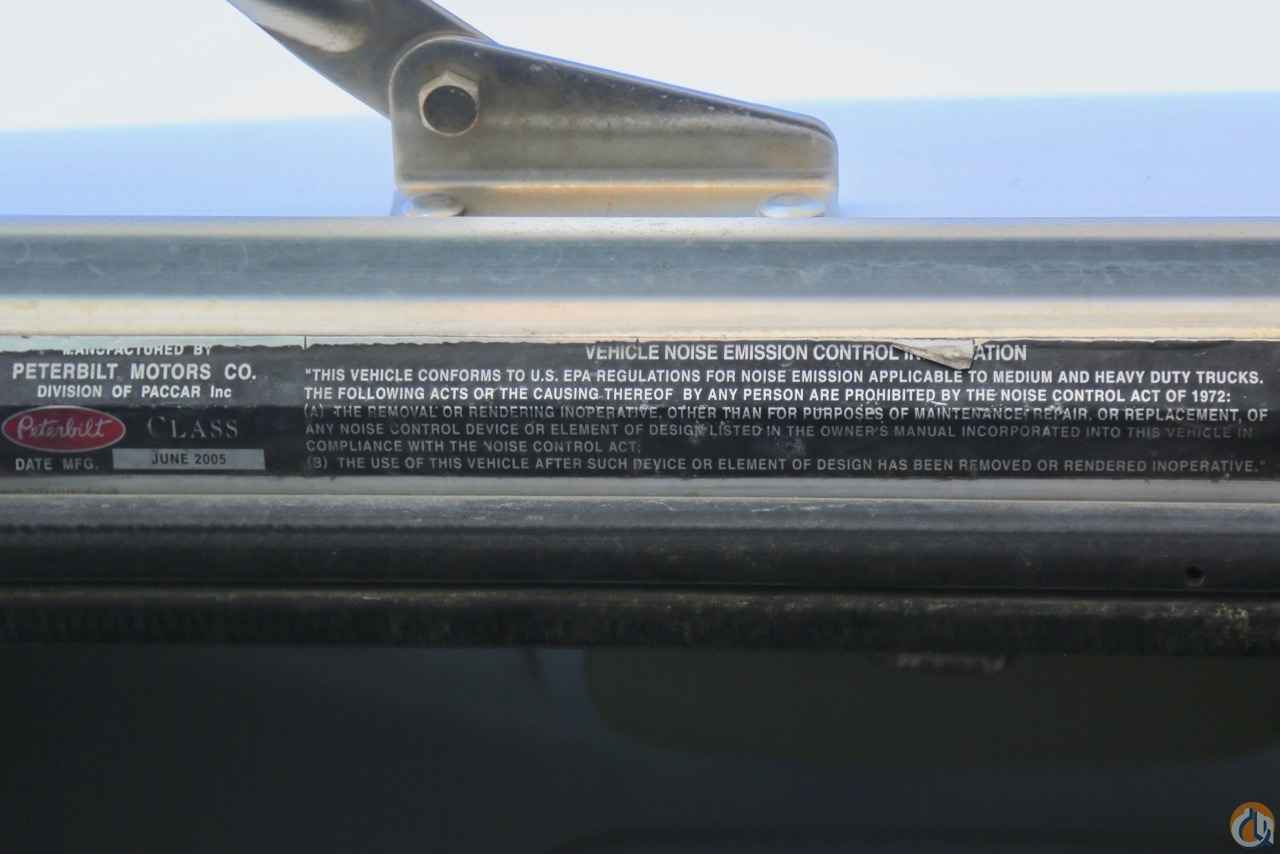 MANUFACTURED BY
PETERBILT MOTORS CO.
DIVISION OF PACCAR Inc
Peterbilt CLASS
DATE MFG. JUNE 2005
VEHICLE NOISE EMISSION CONTROL ATION
"THIS VEHICLE CONFORMS TO U.S. EPA REGULATIONS FOR NOISE EMISSION APPLICABLE TO MEDIUM AND HEAVY DUTY TRUCKS.
THE FOLLOWING ACTS OR THE CAUSING THEREOF BY ANY PERSON ARE PROHIBITED BY THE NOISE CONTROL ACT OF 1972:
(A) THE REMOVAL OR RENDERING INOPERATIVE, OTHER THAN FOR PURPOSES OF MAINTENANCE, REPAIR, OR REPLACEMENT, OF
ANY NOISE CONTROL DEVICE OR ELEMENT OF DESIGN LISTED IN THE OWNER'S MANUAL INCORPORATED INTO THIS VEHICLE IN
COMPLIANCE WITH THE NOISE CONTROL ACT;
(B) THE USE OF THIS VEHICLE AFTER SUCH DEVICE OR ELEMENT OF DESIGN HAS BEEN REMOVED OR RENDERED INOPERATIVE."